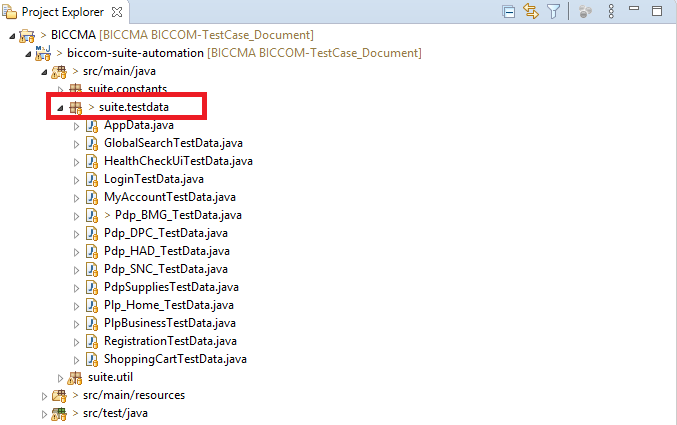 Project Explorer
> BICCMA [BICCMA BICCOM-TestCase_Document]
> biccom-suite-automation [BICCMA BICCOM-TestCase_Document]
> src/main/java
suite.constants
> suite.testdata
AppData.java
GlobalSearchTestData.java
HealthCheckUiTestData.java
LoginTestData.java
MyAccountTestData.java
> Pdp_BMG_TestData.java
Pdp_DPC_TestData.java
Pdp_HAD_TestData.java
Pdp_SNC_TestData.java
PdpSuppliesTestData.java
Plp_Home_TestData.java
PlpBusinessTestData.java
RegistrationTestData.java
ShoppingCartTestData.java
suite.util
> src/main/resources
> src/test/java